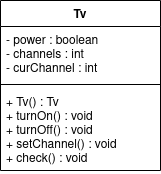 Tv
- power : boolean
- channels : int
- curChannel : int
+ Tv() : Tv
+ turnOn() : void
+ turnOff() : void
+ setChannel() : void
+ check() : void